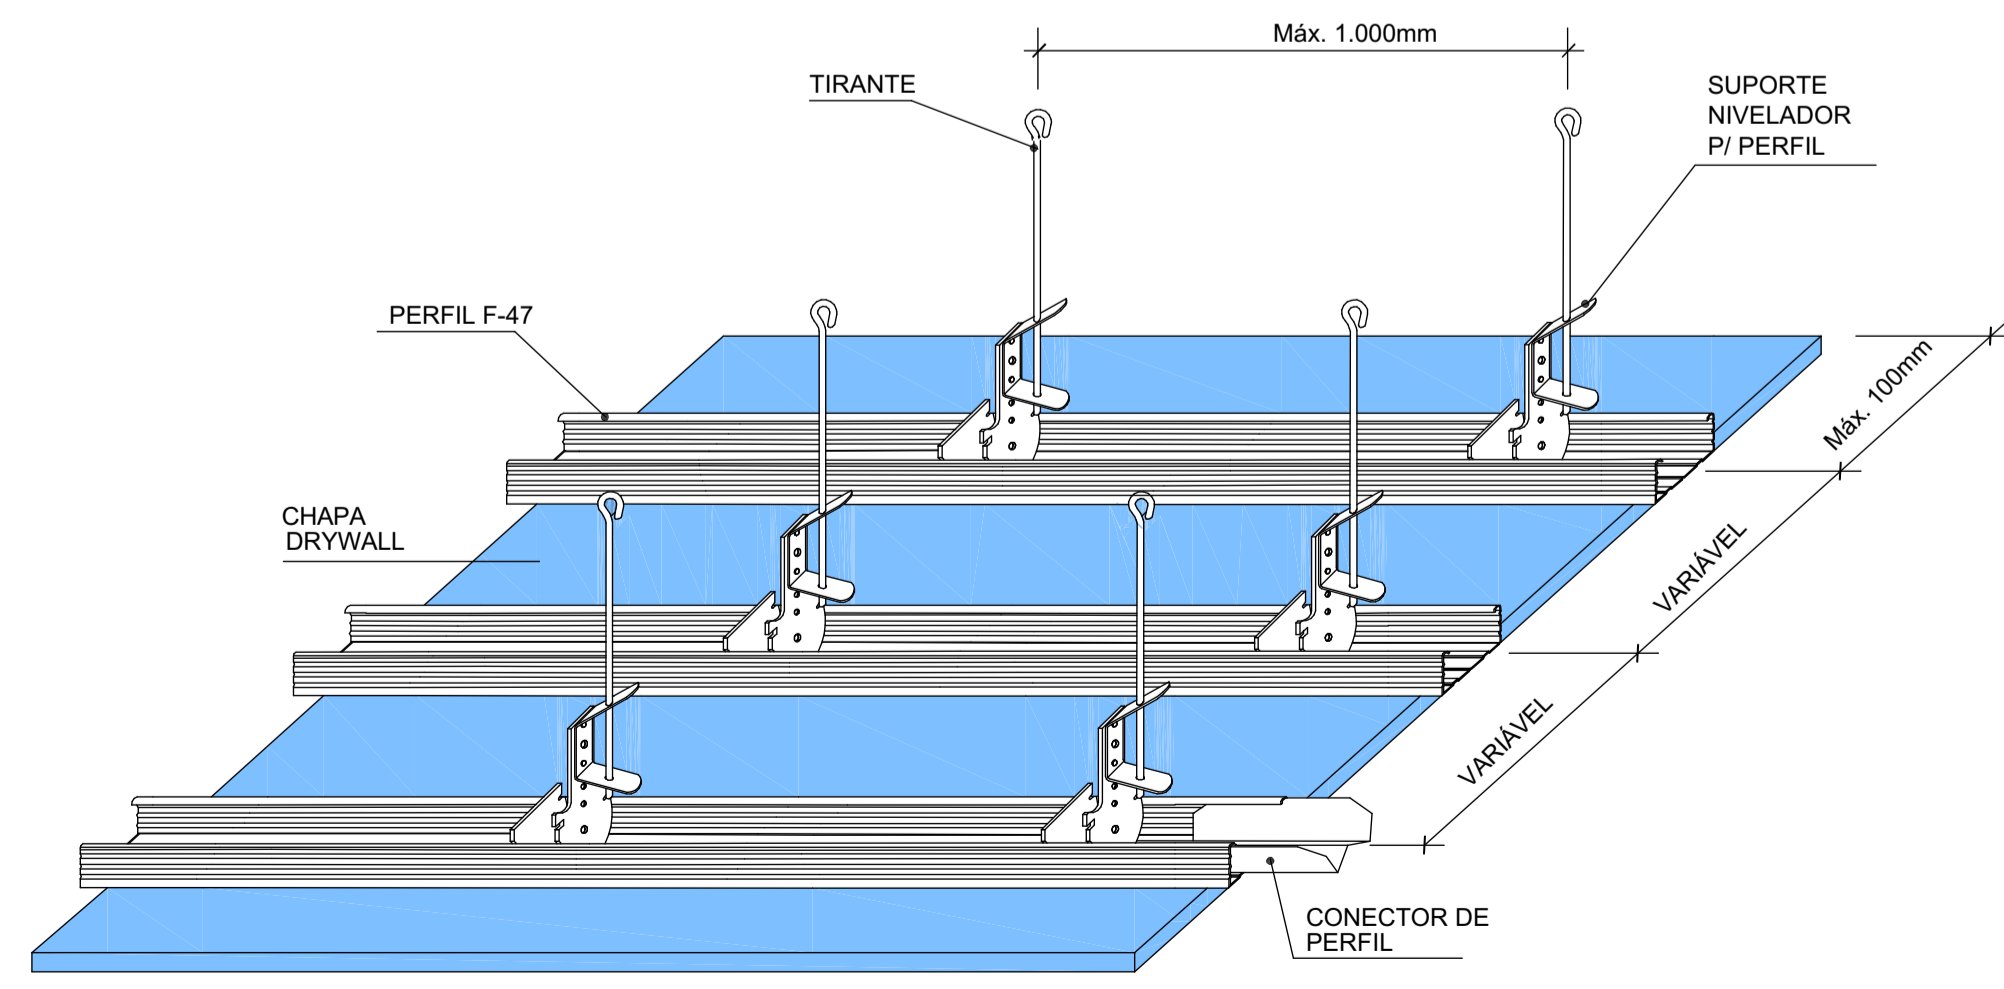 Máx. 1.000mm
TIRANTE
SUPORTE
NIVELADOR
P/ PERFIL
PERFIL F-47
Máx. 100mm
CHAPA
DRYWALL
VARIÁVEL
VARIÁVEL
CONECTOR DE
PERFIL